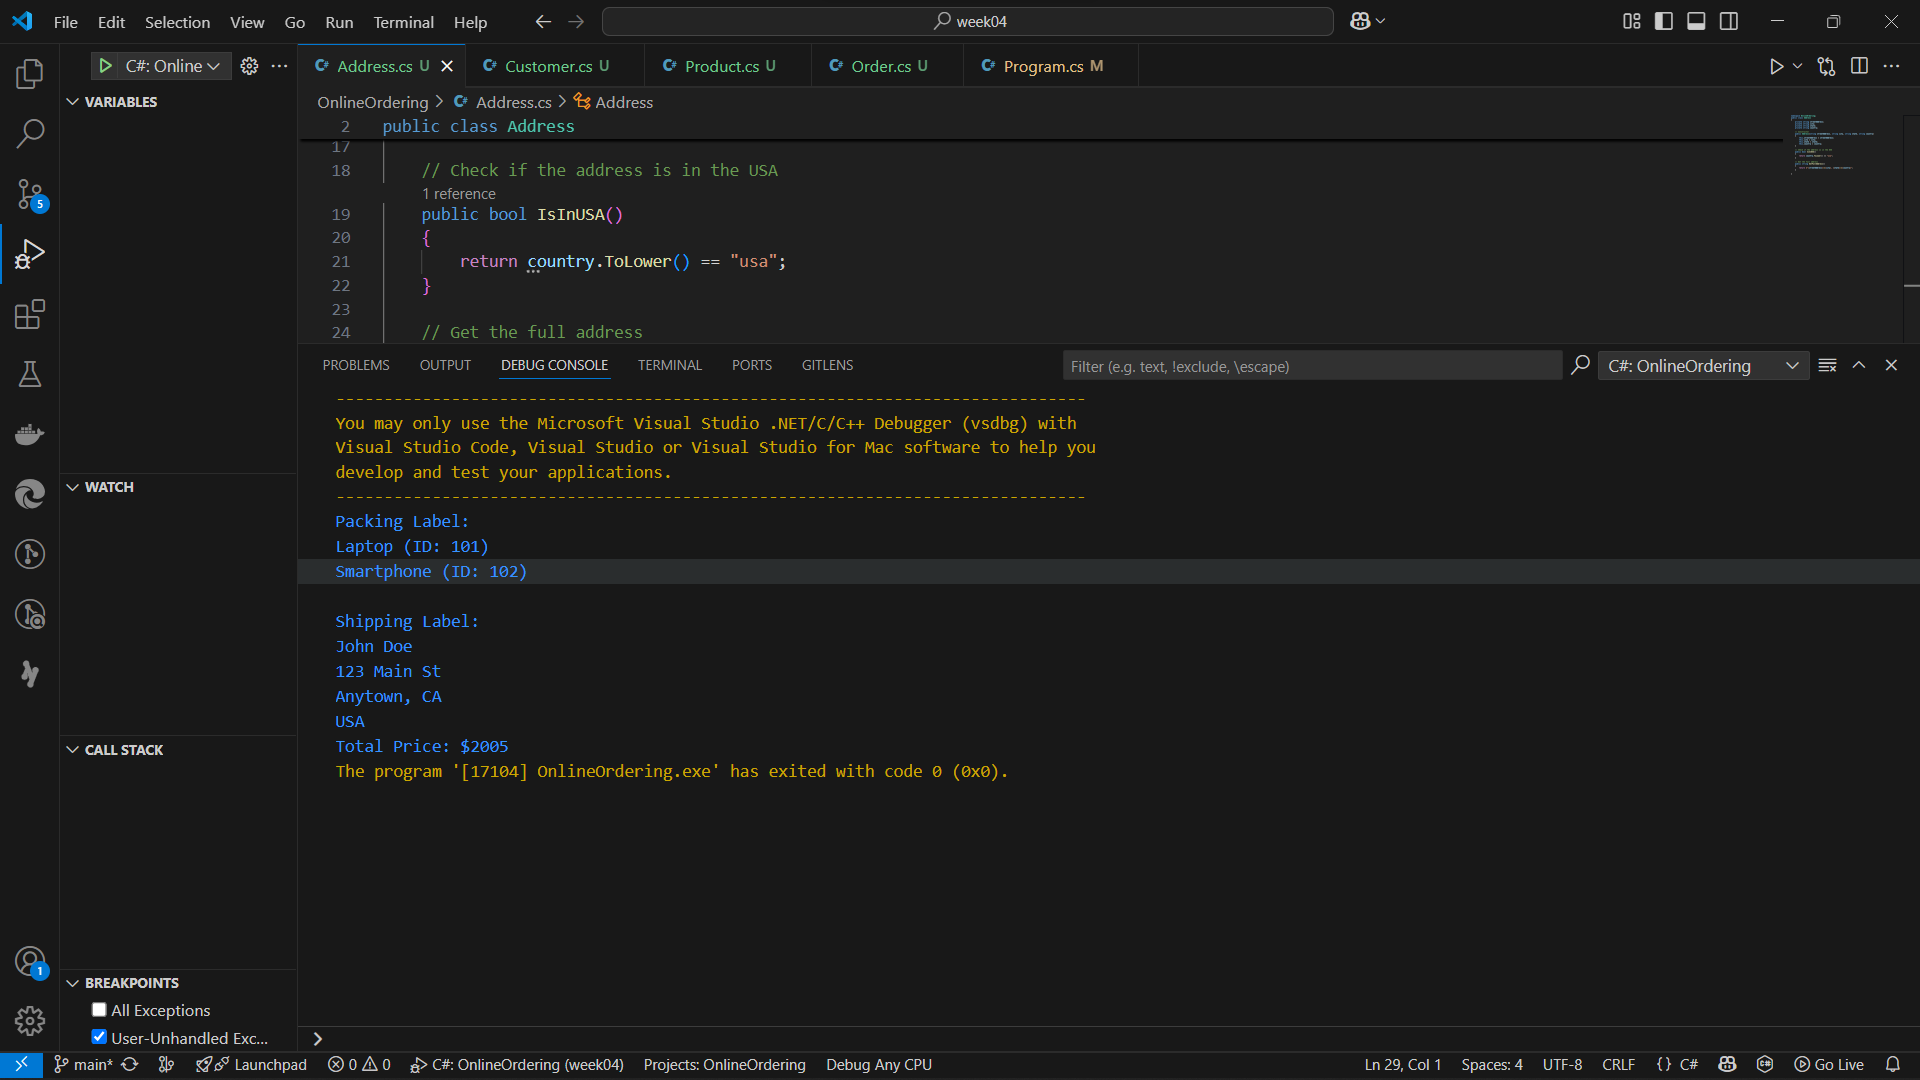 File Edit Selection View Go Run Terminal Help
week04
C#: Online
Address.cs U
Customer.cs U
Product.cs U
Order.cs U
Program.cs M
OnlineOrdering > Address.cs > Address
VARIABLES
2 public class Address
17
18 // Check if the address is in the USA
1 reference
19 public bool IsInUSA()
20 {
21 return country.ToLower() == "usa";
22 }
23
24 // Get the full address
5
PROBLEMS OUTPUT DEBUG CONSOLE TERMINAL PORTS GITLENS
Filter (e.g. text, !exclude, \escape)
C#: OnlineOrdering
------------------------------------------------------------------------------
You may only use the Microsoft Visual Studio .NET/C/C++ Debugger (vsdbg) with
Visual Studio Code, Visual Studio or Visual Studio for Mac software to help you
develop and test your applications.
------------------------------------------------------------------------------
Packing Label:
Laptop (ID: 101)
Smartphone (ID: 102)
Shipping Label:
John Doe
123 Main St
Anytown, CA
USA
Total Price: $2005
The program '[17104] OnlineOrdering.exe' has exited with code 0 (0x0).
WATCH
CALL STACK
BREAKPOINTS
All Exceptions
User-Unhandled Exc...
1
main* Launchpad 0 0 C#: OnlineOrdering (week04) Projects: OnlineOrdering Debug Any CPU
Ln 29, Col 1 Spaces: 4 UTF-8 CRLF {} C# Go Live